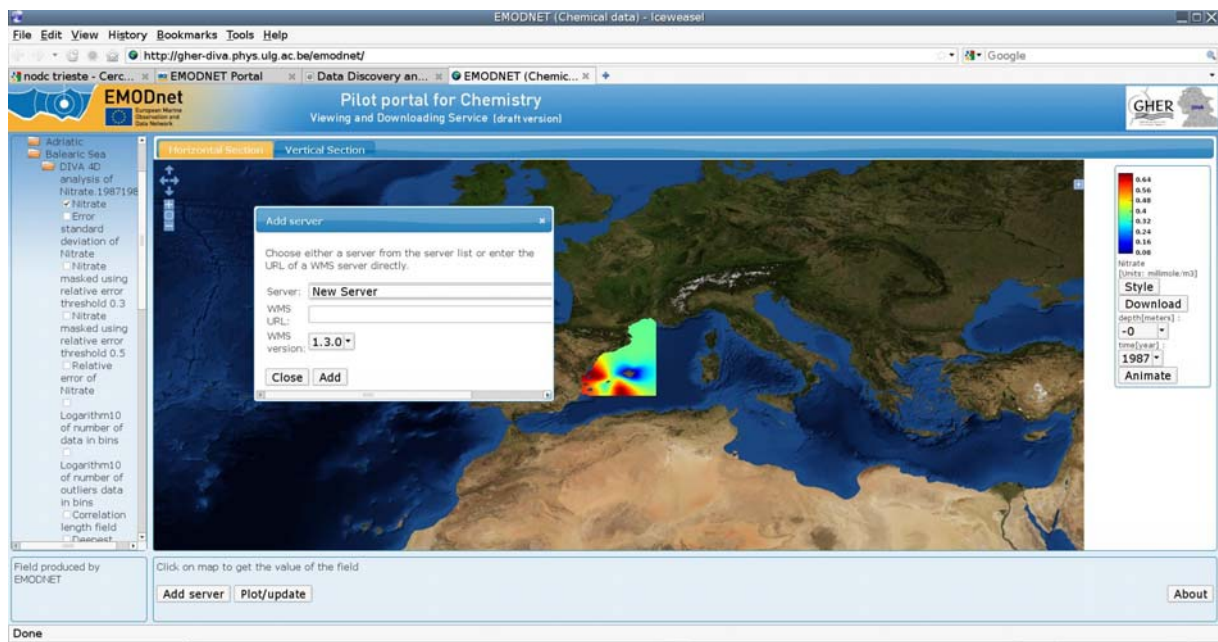 EMODNET (Chemical data) - Iceweasel
File Edit View History Bookmarks Tools Help
http://gher-diva.phys.ulg.ac.be/emodnet/
Google
nodc trieste - Cerc...
EMODNET Portal
Data Discovery an...
EMODNET (Chemic...
EMODnet
European Marine
Observation and
Data Network
Pilot portal for Chemistry
Viewing and Downloading Service (draft version)
GHER
Adriatic
Balearic Sea
DIVA 4D
analysis of
Nitrate.1987198
Nitrate
Error
standard
deviation of
Nitrate
Nitrate
masked using
relative error
threshold 0.3
Nitrate
masked using
relative error
threshold 0.5
Relative
error of
Nitrate
Logarithm10
of number of
data in bins
Logarithm10
of number of
outliers data
in bins
Correlation
length field
Deepest
Horizontal Section
Vertical Section
Add server
Choose either a server from the server list or enter the
URL of a WMS server directly.
Server: New Server
WMS
URL:
WMS
version: 1.3.0
Close Add
0.64
0.56
0.48
0.4
0.32
0.24
0.16
0.08
Nitrate
[Units: millimole/m3]
Style
Download
depth[meters] :
-0
time[year] :
1987
Animate
Field produced by
EMODNET
Click on map to get the value of the field
Add server Plot/update
About
Done